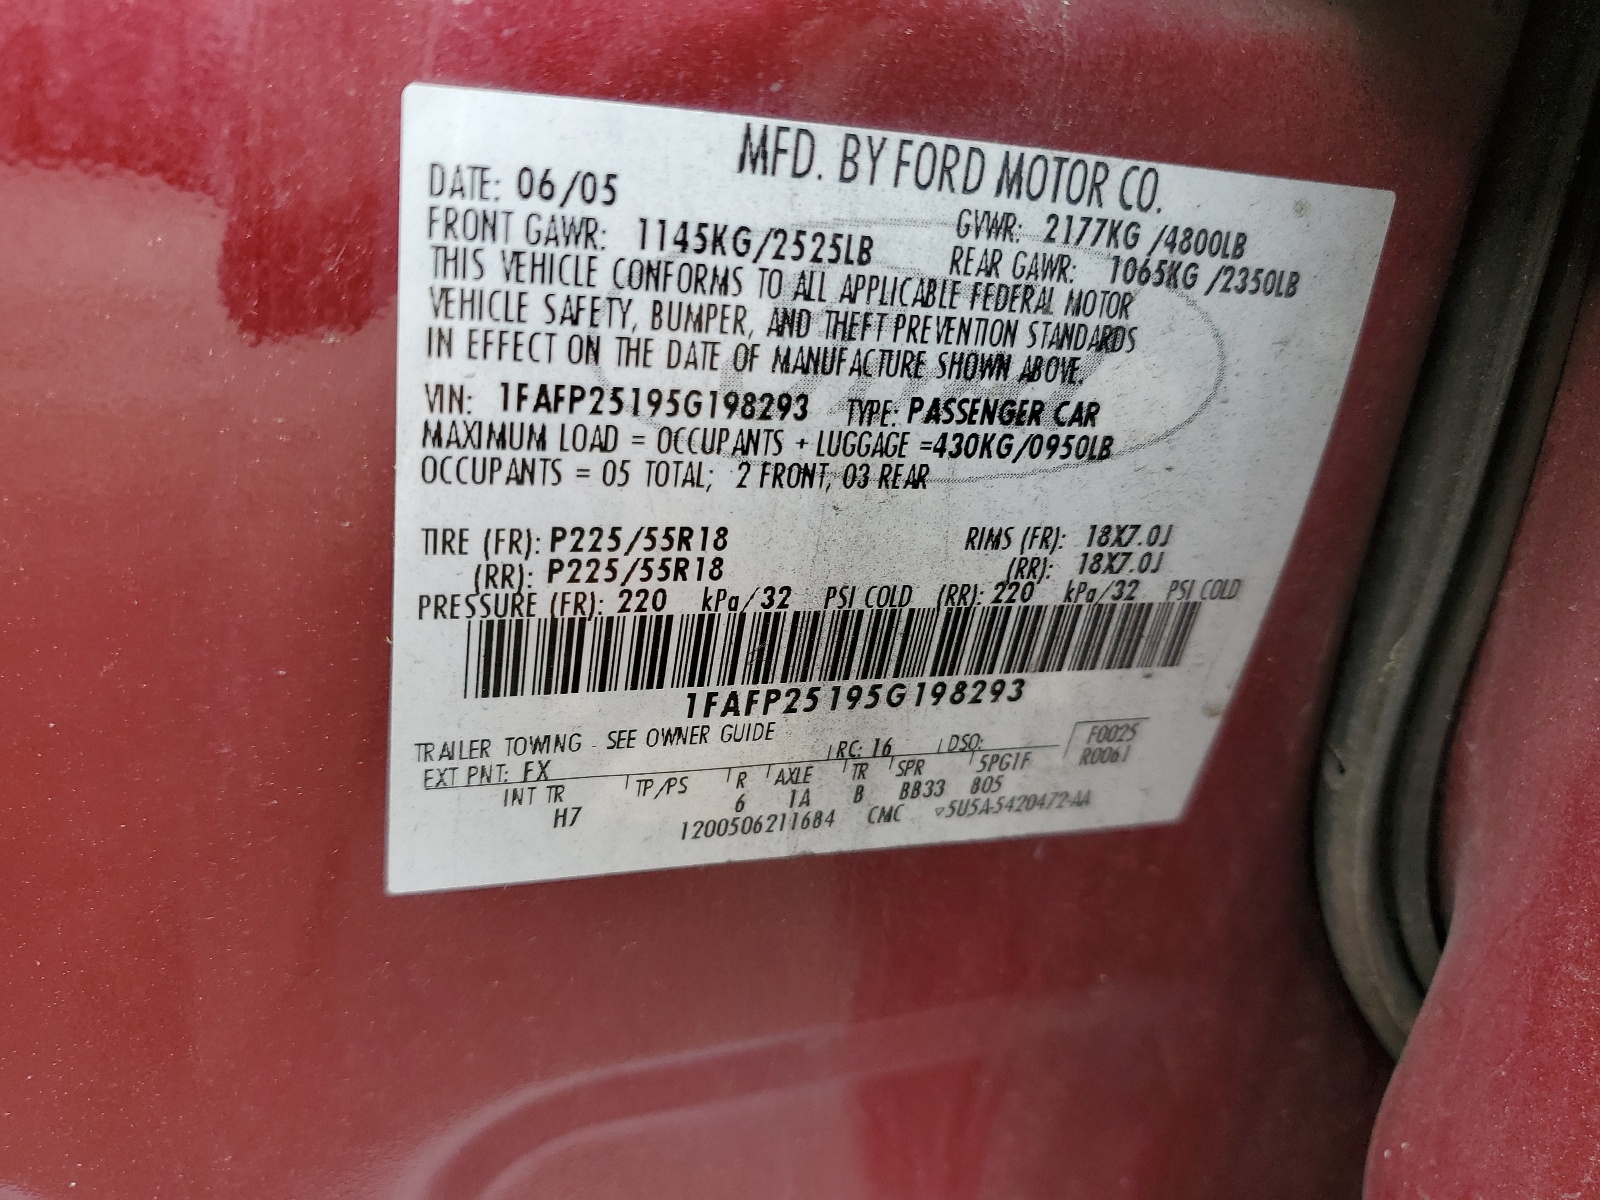 MFD. BY FORD MOTOR CO.
DATE: 06/05 GVWR: 2177KG /4800LB
FRONT GAWR: 1145KG/2525LB REAR GAWR: 1065KG /2350LB
THIS VEHICLE CONFORMS TO ALL APPLICABLE FEDERAL MOTOR
VEHICLE SAFETY, BUMPER, AND THEFT PREVENTION STANDARDS
IN EFFECT ON THE DATE OF MANUFACTURE SHOWN ABOVE.
VIN: 1FAFP25195G198293 TYPE: PASSENGER CAR
MAXIMUM LOAD = OCCUPANTS + LUGGAGE =430KG/0950LB
OCCUPANTS = 05 TOTAL; 2 FRONT, 03 REAR
TIRE (FR): P225/55R18 RIMS (FR): 18X7.0J
(RR): P225/55R18 (RR): 18X7.0J
PRESSURE (FR): 220 kPa/32 PSI COLD (RR): 220 kPa/32 PSI COLD
1FAFP25195G198293
TRAILER TOWING - SEE OWNER GUIDE
EXT PNT: FX RC: 16 DSO: F0025
R0061
INT TR TP/PS R AXLE TR SPR SPG1F
H7 6 1A B BB33 805
1200506211684 CMC ▽5U5A-5420472-AA